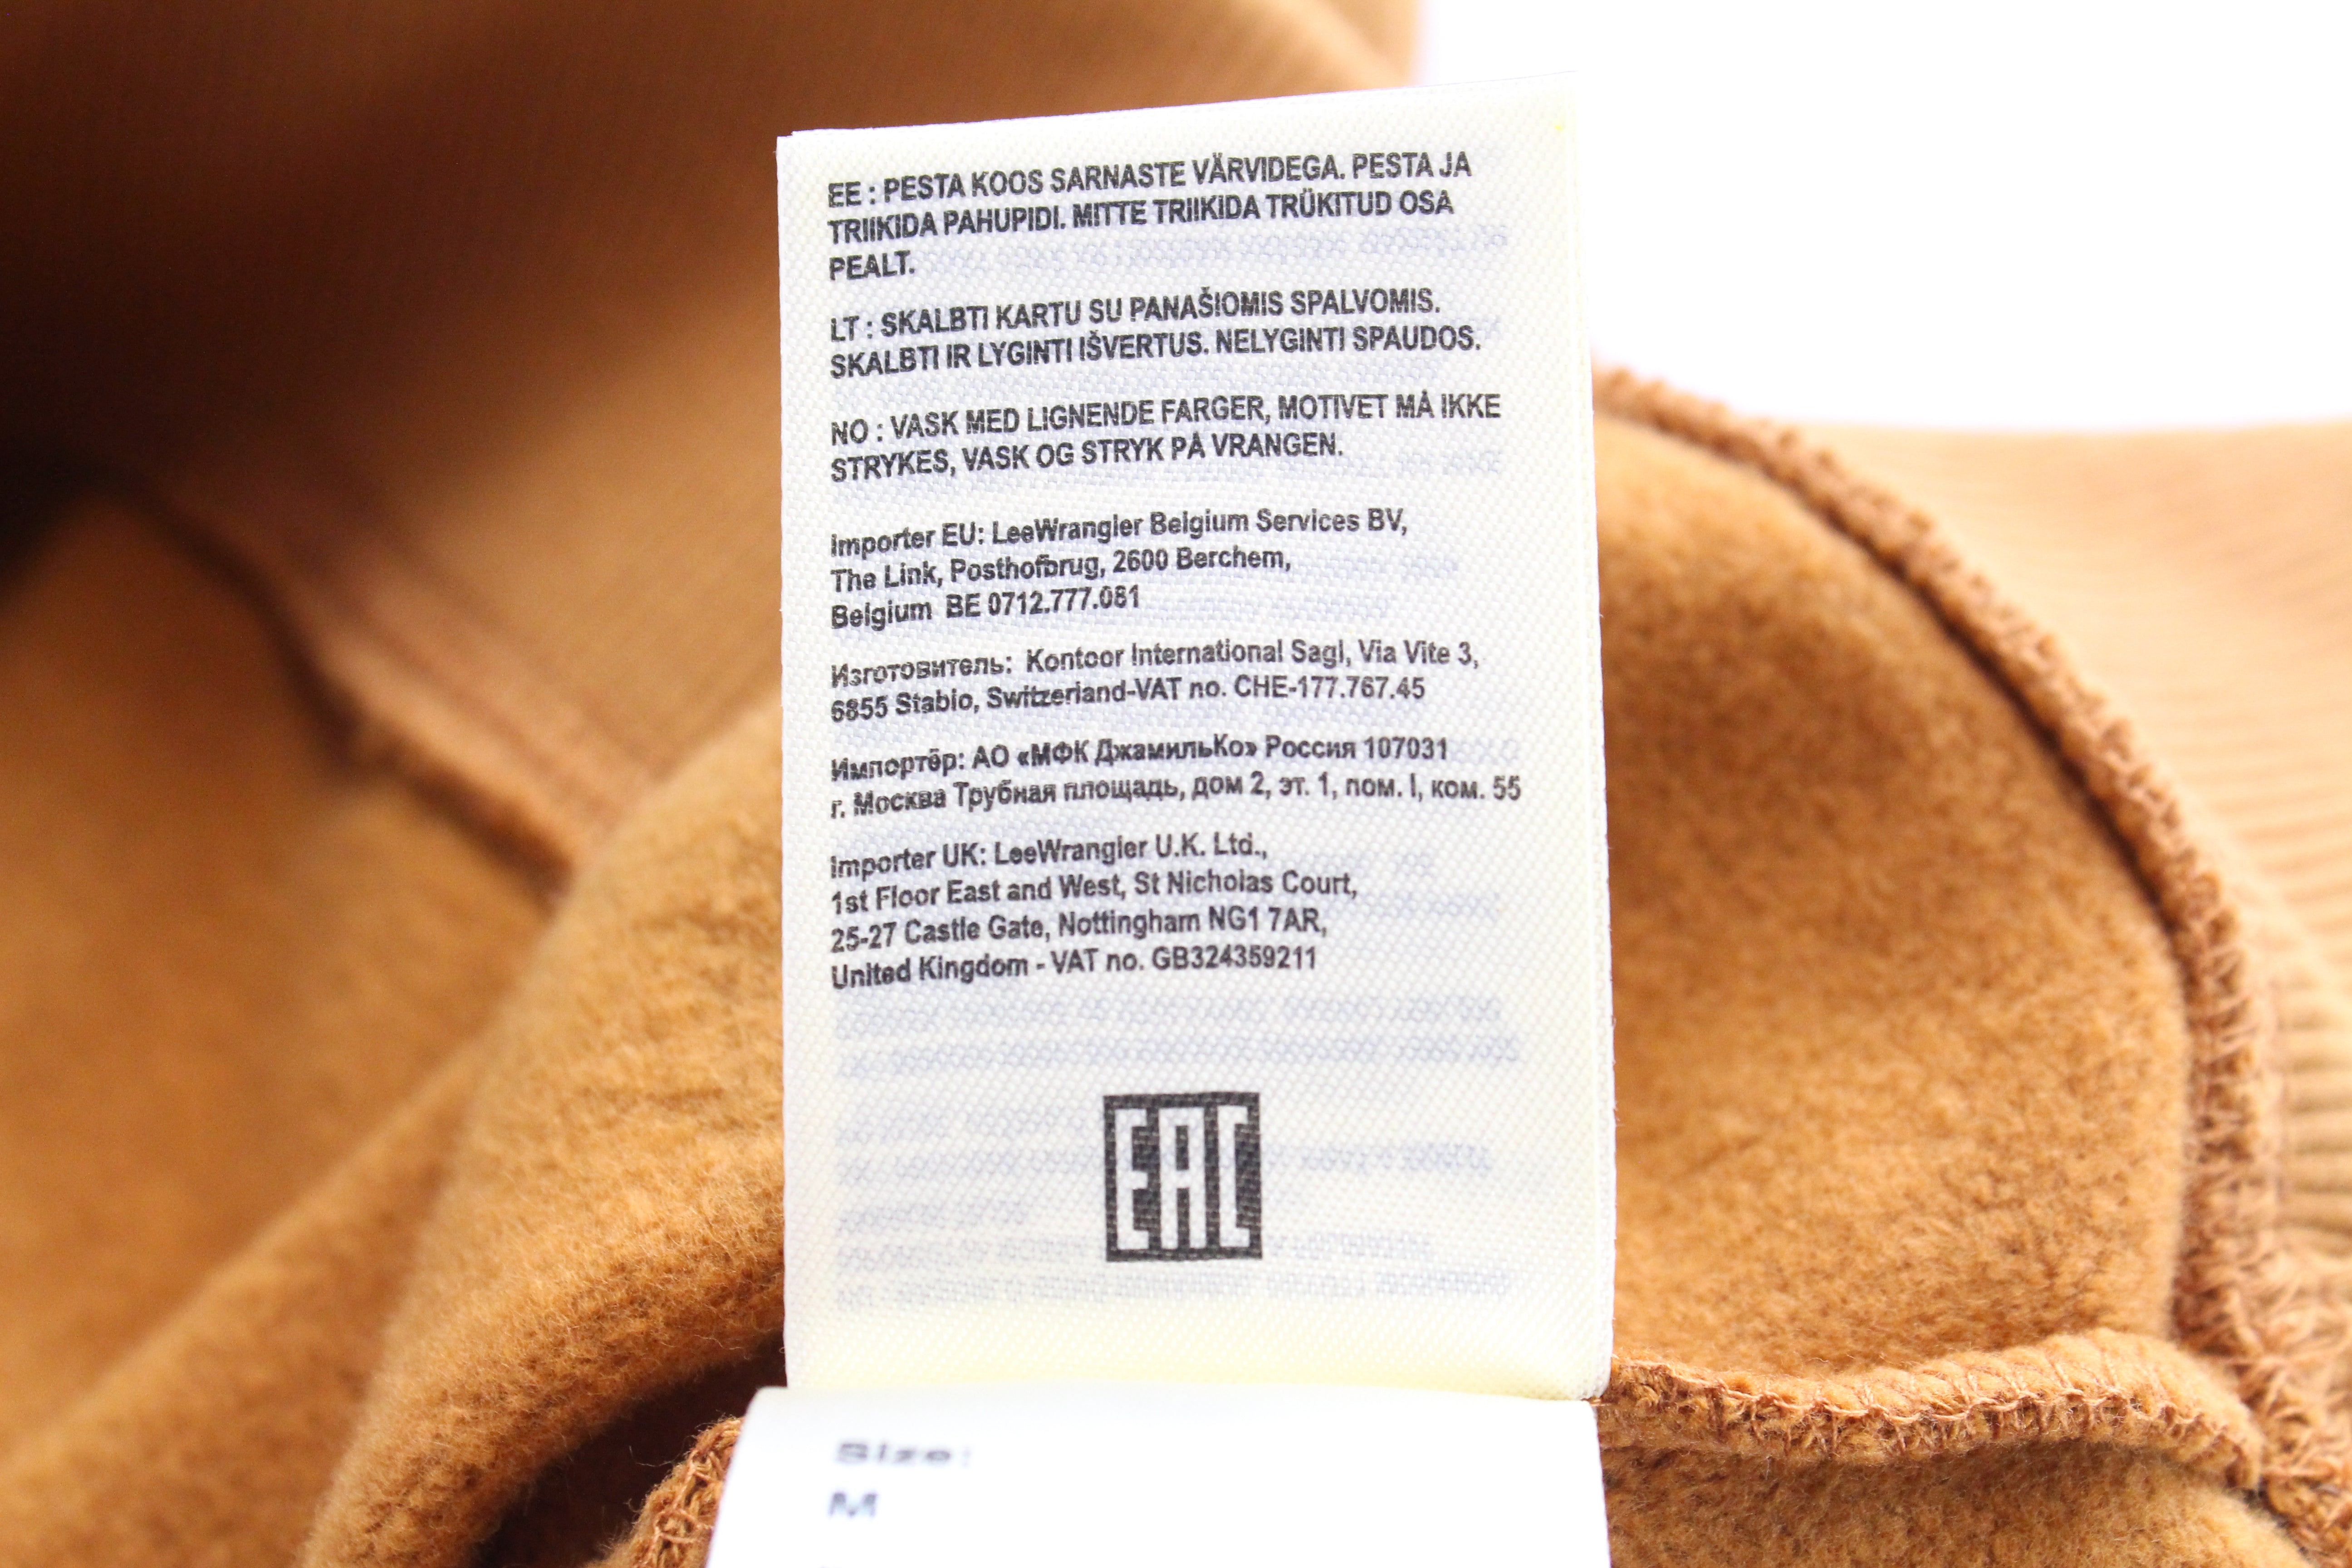 EE : PESTA KOOS SARNASTE VÄRVIDEGA. PESTA JA
TRIIKIDA PAHUPIDI. MITTE TRIIKIDA TRÜKITUD OSA
PEALT.
LT : SKALBTI KARTU SU PANAŠIOMIS SPALVOMIS.
SKALBTI IR LYGINTI IŠVERTUS. NELYGINTI SPAUDOS.
NO : VASK MED LIGNENDE FARGER, MOTIVET MÅ IKKE
STRYKES, VASK OG STRYK PÅ VRANGEN.
Importer EU: LeeWrangler Belgium Services BV,
The Link, Posthofbrug, 2600 Berchem,
Belgium BE 0712.777.081
Изготовитель: Kontoor International Sagl, Via Vite 3,
6855 Stabio, Switzerland-VAT no. CHE-177.767.45
Импортёр: АО «МФК ДжамильКо» Россия 107031
г. Москва Трубная площадь, дом 2, эт. 1, пом. I, ком. 55
Importer UK: LeeWrangler U.K. Ltd.,
1st Floor East and West, St Nicholas Court,
25-27 Castle Gate, Nottingham NG1 7AR,
United Kingdom - VAT no. GB324359211
EAC
Size:
M